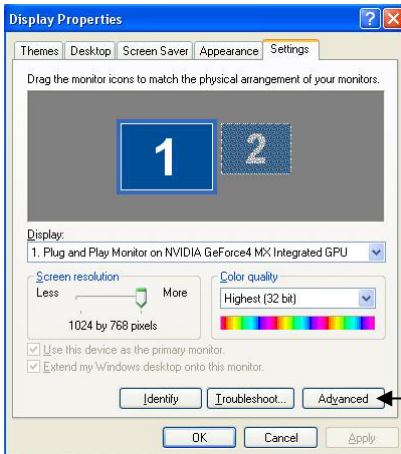 Display Properties
Themes Desktop Screen Saver Appearance Settings
Drag the monitor icons to match the physical arrangement of your monitors.
1 2
Display:
1. Plug and Play Monitor on NVIDIA GeForce4 MX Integrated GPU
Screen resolution
Less More
1024 by 768 pixels
Color quality
Highest (32 bit)
Use this device as the primary monitor.
Extend my Windows desktop onto this monitor.
Identify Troubleshoot... Advanced
OK Cancel Apply